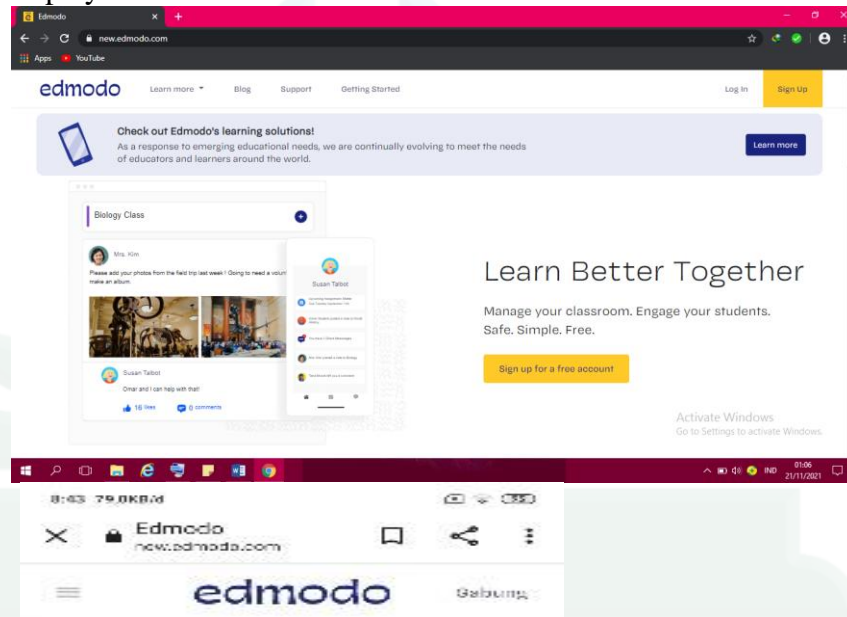 Edmodo
new.edmodo.com
Apps YouTube
edmodo Learn more Blog Support Getting Started Log In Sign Up
Check out Edmodo's learning solutions!
As a response to emerging educational needs, we are continually evolving to meet the needs
of educators and learners around the world.
Learn more
Biology Class
Mrs. Kim
Please add your photos from the field trip last week! Going to need a
make an album.
Susan Talbot
Omar and I can help with that!
16 likes 0 comments
Susan Talbot
Learn Better Together
Manage your classroom. Engage your students.
Safe. Simple. Free.
Sign up for a free account
Activate Windows
Go to Settings to activate Windows.
IND 01:06
21/11/2021
8:43 79,0KB/d
Edmodo
new.edmodo.com
edmodo Gabung